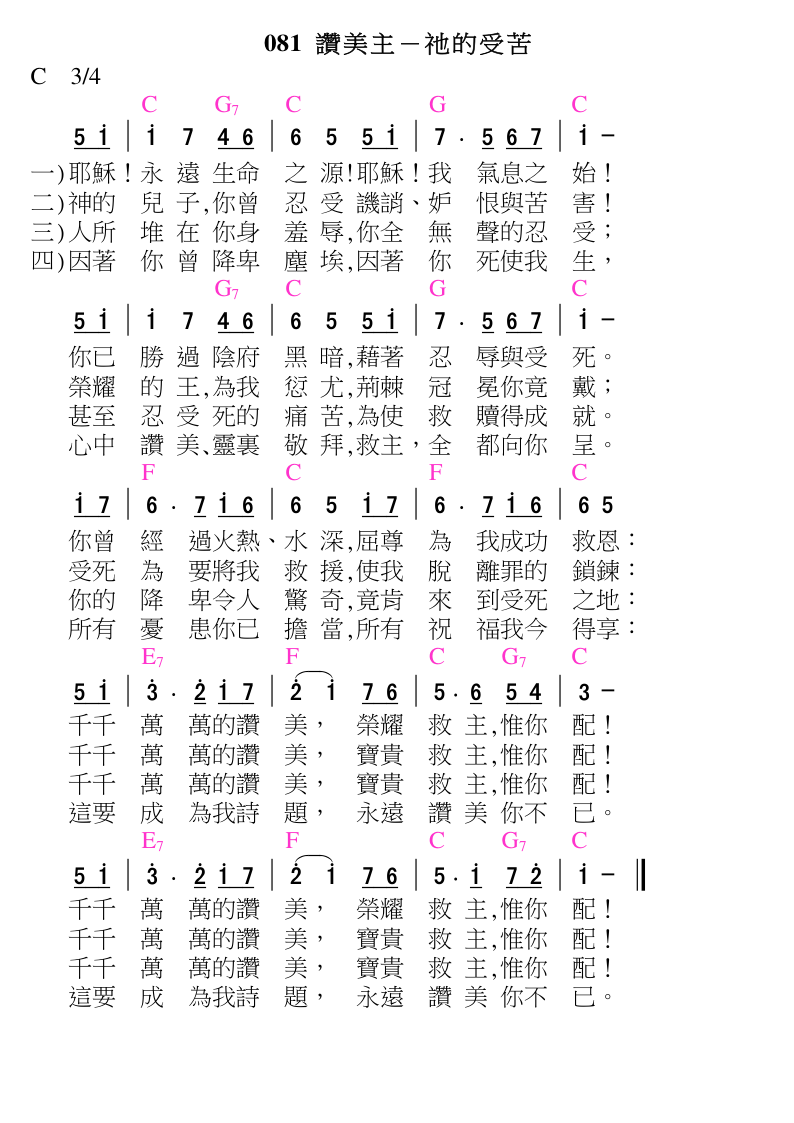 081 讚美主－祂的受苦
C 3/4
C G7 C G C
5 i | i 7 4 6 | 6 5 5 i | 7 . 5 6 7 | i －
一)耶穌！永 遠 生命 之 源!耶穌！我 氣息之 始！
二)神的 兒 子,你曾 忍 受 譏誚、妒 恨與苦 害！
三)人所 堆 在 你身 羞 辱,你全 無 聲的忍 受；
四)因著 你 曾 降卑 塵 埃,因著 你 死使我 生，
G7 C G C
5 i | i 7 4 6 | 6 5 5 i | 7 . 5 6 7 | i －
你已 勝 過 陰府 黑 暗,藉著 忍 辱與受 死。
榮耀 的 王,為我 愆 尤,荊棘 冠 冕你竟 戴；
甚至 忍 受 死的 痛 苦,為使 救 贖得成 就。
心中 讚 美、靈裏 敬 拜,救主，全 都向你 呈。
F C F C
i 7 | 6 . 7 i 6 | 6 5 i 7 | 6 . 7 i 6 | 6 5
你曾 經 過火熱、水 深,屈尊 為 我成功 救恩：
受死 為 要將我 救 援,使我 脫 離罪的 鎖鍊：
你的 降 卑令人 驚 奇,竟肯 來 到受死 之地：
所有 憂 患你已 擔 當,所有 祝 福我今 得享：
E7 F C G7 C
5 i | 3̇ . 2̇ i 7 | 2̇ i 7 6 | 5 . 6 5 4 | 3 －
千千 萬 萬的讚 美， 榮耀 救 主,惟你 配！
千千 萬 萬的讚 美， 寶貴 救 主,惟你 配！
千千 萬 萬的讚 美， 寶貴 救 主,惟你 配！
這要 成 為我詩 題， 永遠 讚 美 你不 已。
E7 F C G7 C
5 i | 3̇ . 2̇ i 7 | 2̇ i 7 6 | 5 . i 7 2̇ | i －
千千 萬 萬的讚 美， 榮耀 救 主,惟你 配！
千千 萬 萬的讚 美， 寶貴 救 主,惟你 配！
千千 萬 萬的讚 美， 寶貴 救 主,惟你 配！
這要 成 為我詩 題， 永遠 讚 美 你不 已。